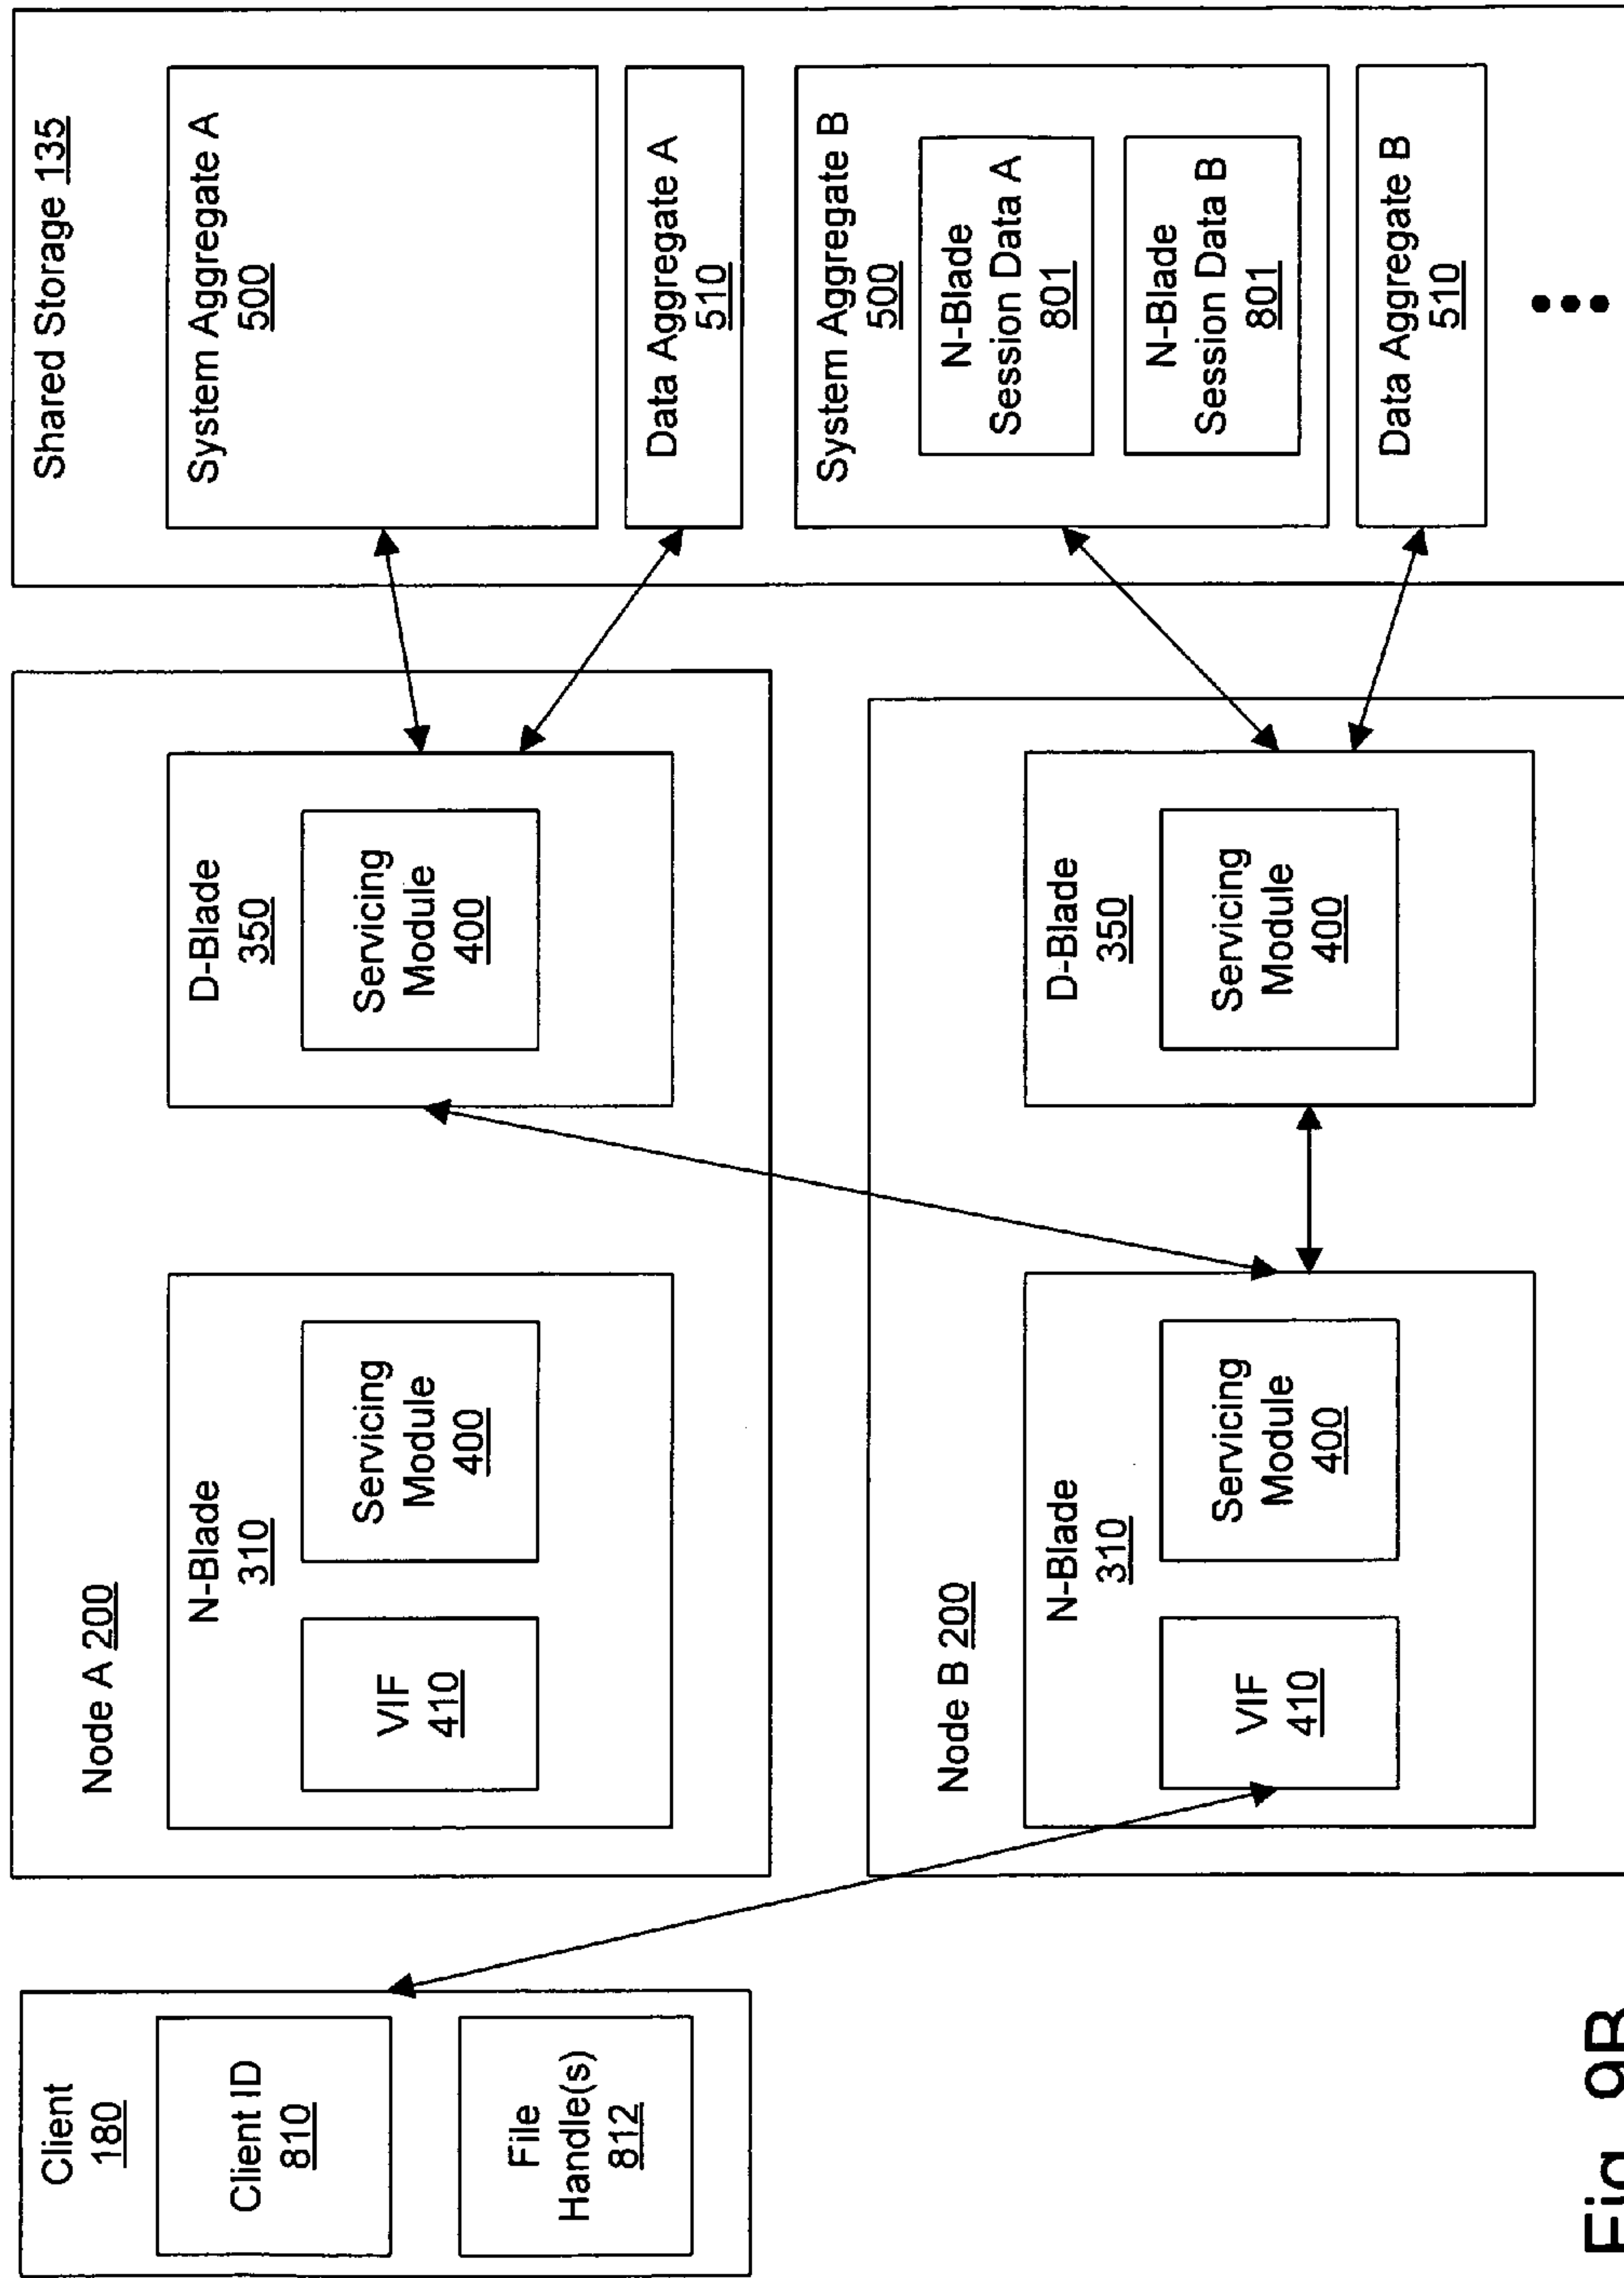 Client
180
Client ID
810
File
Handle(s)
812
Node A 200
N-Blade
310
VIF
410
Servicing
Module
400
D-Blade
350
Servicing
Module
400
Node B 200
N-Blade
310
VIF
410
Servicing
Module
400
D-Blade
350
Servicing
Module
400
Shared Storage 135
System Aggregate A
500
Data Aggregate A
510
System Aggregate B
500
N-Blade
Session Data A
801
N-Blade
Session Data B
801
Data Aggregate B
510
Fig. 9B